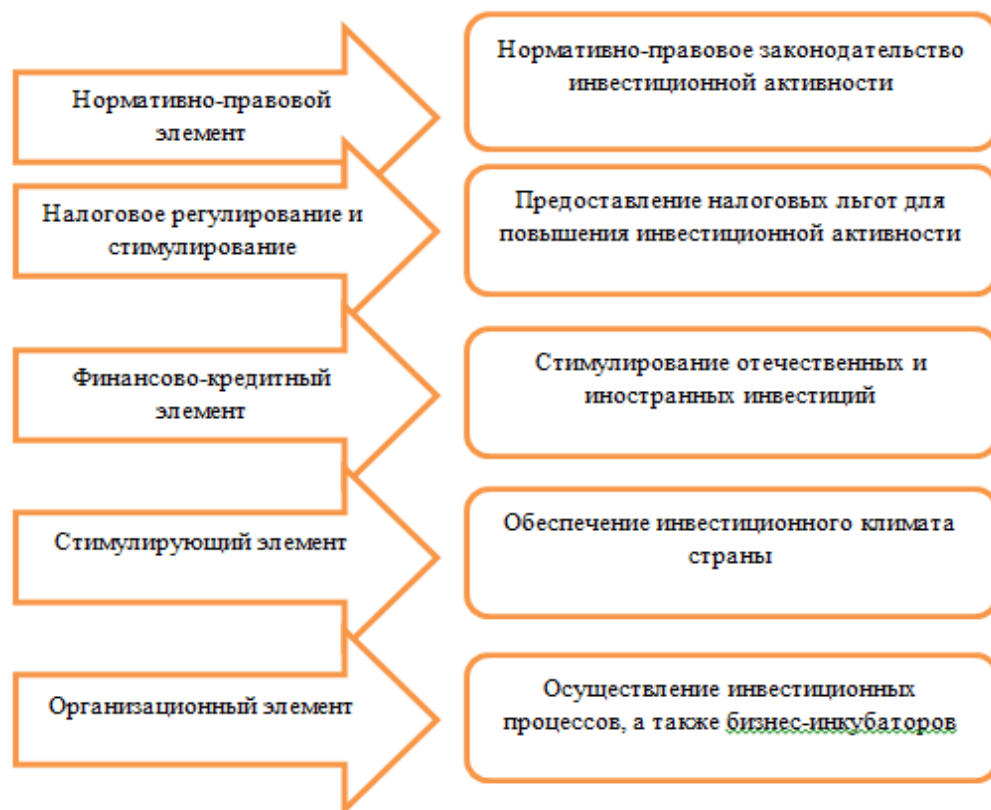 Нормативно-правовой
элемент
Нормативно-правовое законодательство
инвестиционной активности
Налоговое регулирование и
стимулирование
Предоставление налоговых льгот для
повышения инвестиционной активности
Финансово-кредитный
элемент
Стимулирование отечественных и
иностранных инвестиций
Стимулирующий элемент
Обеспечение инвестиционного климата
страны
Организационный элемент
Осуществление инвестиционных
процессов, а также бизнес-инкубаторов